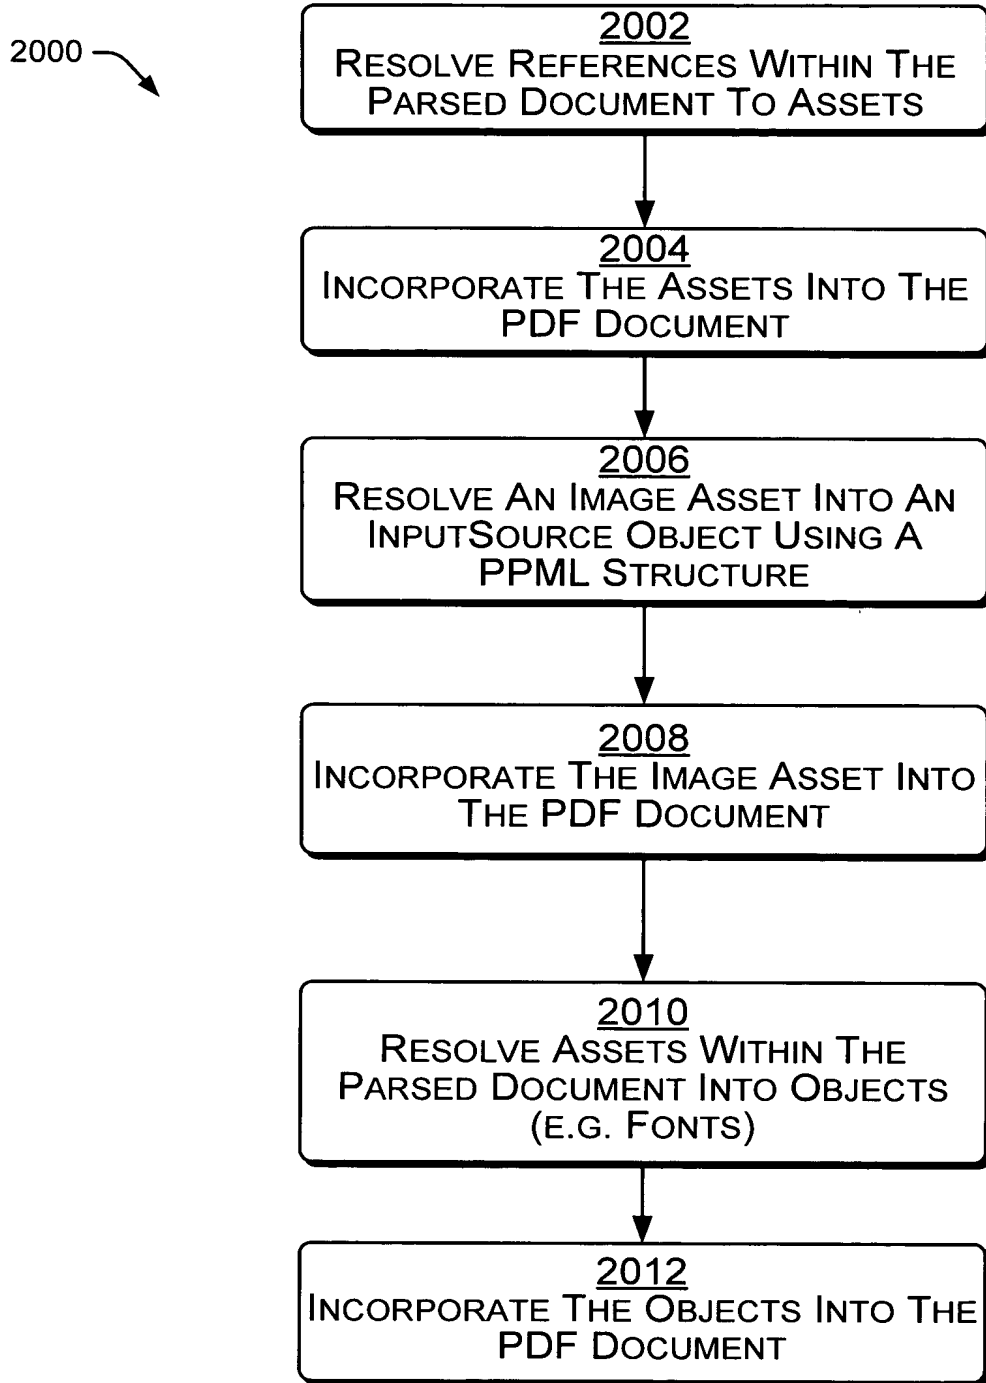 2000
2002
RESOLVE REFERENCES WITHIN THE
PARSED DOCUMENT TO ASSETS
2004
INCORPORATE THE ASSETS INTO THE
PDF DOCUMENT
2006
RESOLVE AN IMAGE ASSET INTO AN
INPUTSOURCE OBJECT USING A
PPML STRUCTURE
2008
INCORPORATE THE IMAGE ASSET INTO
THE PDF DOCUMENT
2010
RESOLVE ASSETS WITHIN THE
PARSED DOCUMENT INTO OBJECTS
(E.G. FONTS)
2012
INCORPORATE THE OBJECTS INTO THE
PDF DOCUMENT